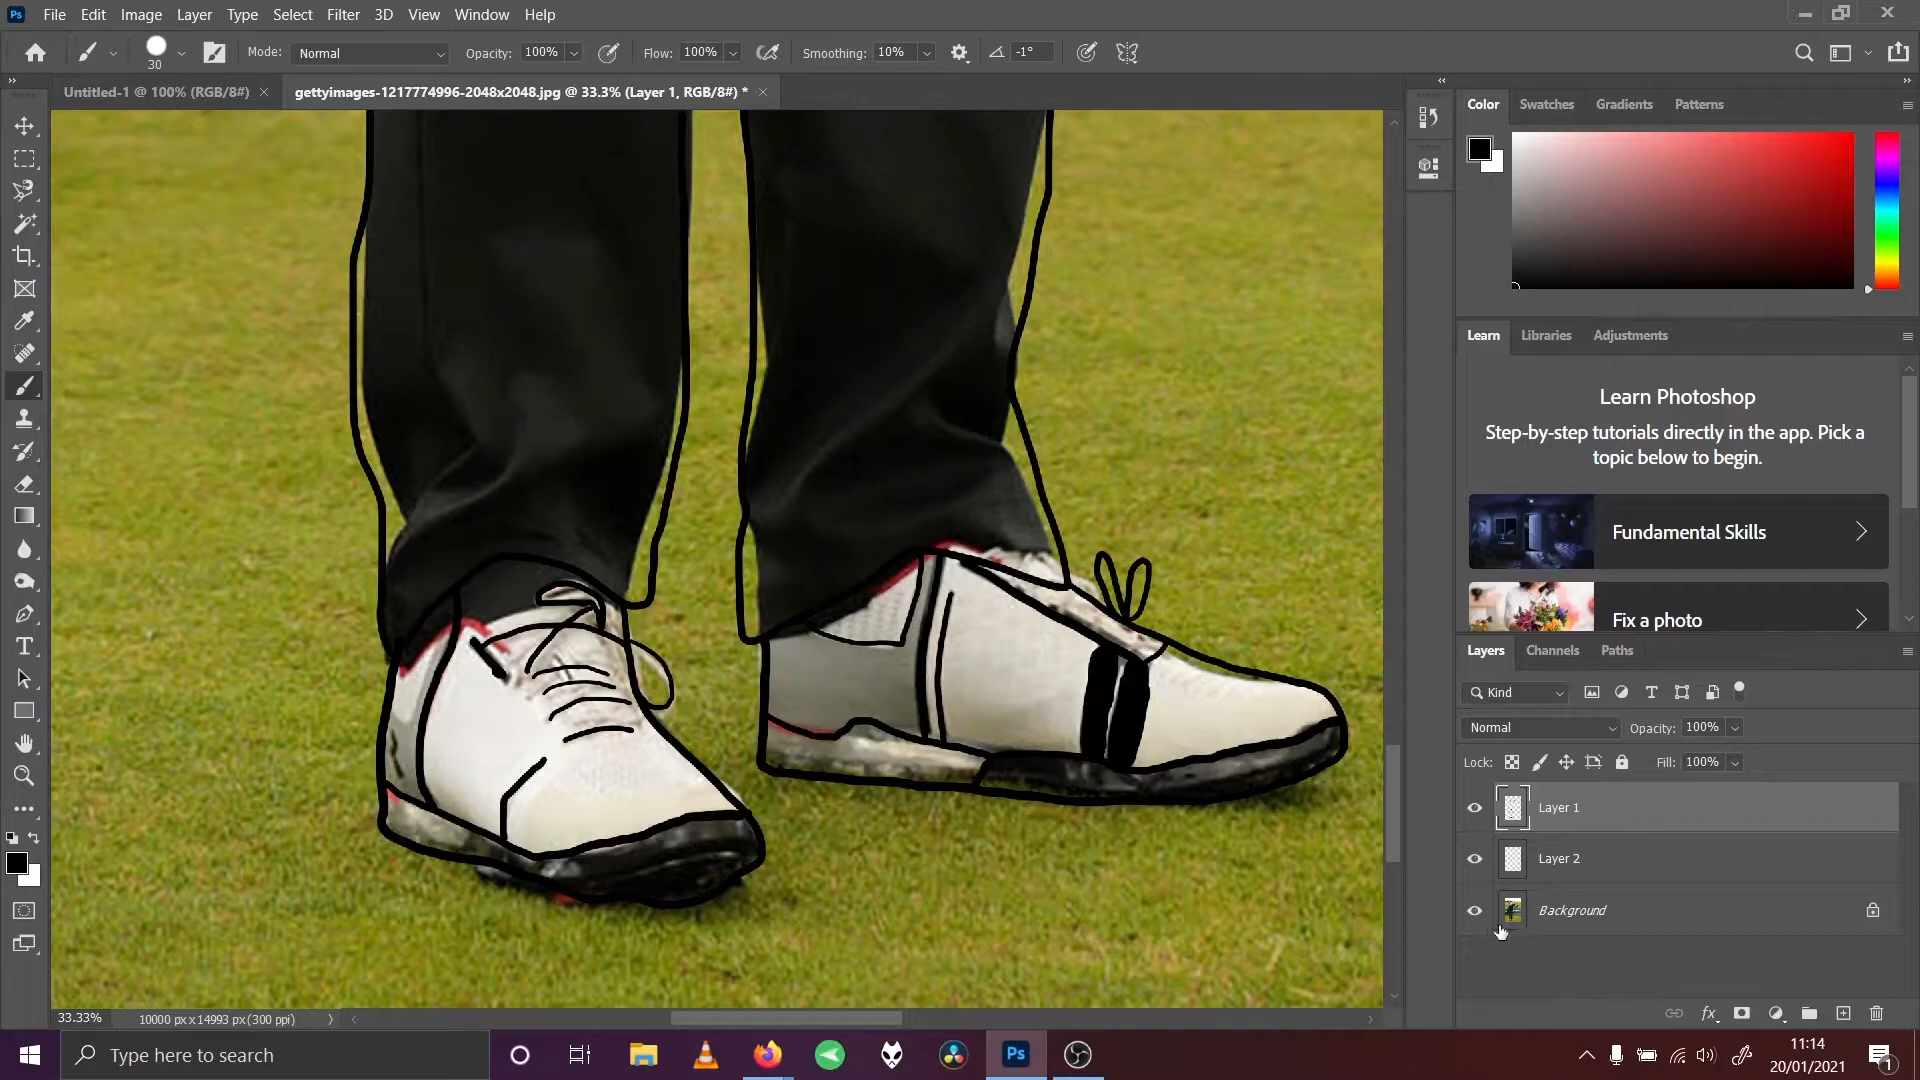 Ps File Edit Image Layer Type Select Filter 3D View Window Help
30 Mode: Normal Opacity: 100% Flow: 100% Smoothing: 10% -1°
Untitled-1 @ 100% (RGB/8#) gettyimages-1217774996-2048x2048.jpg @ 33.3% (Layer 1, RGB/8#) *
Color Swatches Gradients Patterns
Learn Libraries Adjustments
Learn Photoshop
Step-by-step tutorials directly in the app. Pick a
topic below to begin.
Fundamental Skills
Fix a photo
Layers Channels Paths
Kind
Normal Opacity: 100%
Lock: Fill: 100%
Layer 1
Layer 2
Background
fx
33.33% 10000 px x 14993 px (300 ppi)
Type here to search
Ps
11:14
20/01/2021
1